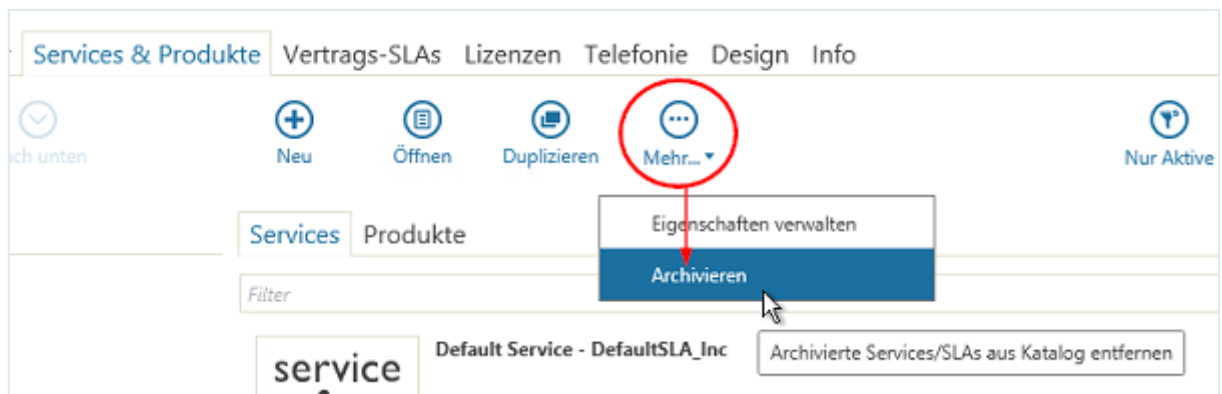 Services & Produkte Vertrags-SLAs Lizenzen Telefonie Design Info
unten
Neu Öffnen Duplizieren Mehr... Nur Aktive
Services Produkte
Eigenschaften verwalten
Archivieren
Filter
Default Service - DefaultSLA_Inc
Archivierte Services/SLAs aus Katalog entfernen
service